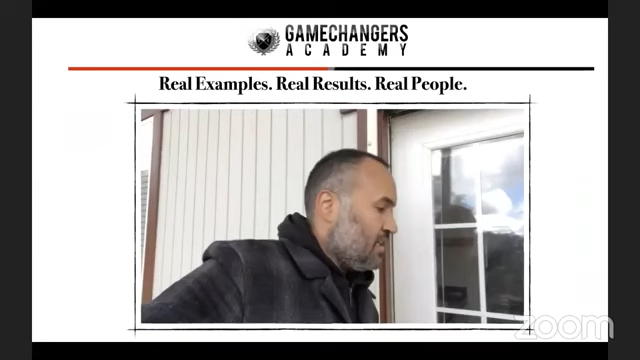 GAMECHANGERS
ACADEMY
Real Examples. Real Results. Real People.
zoom